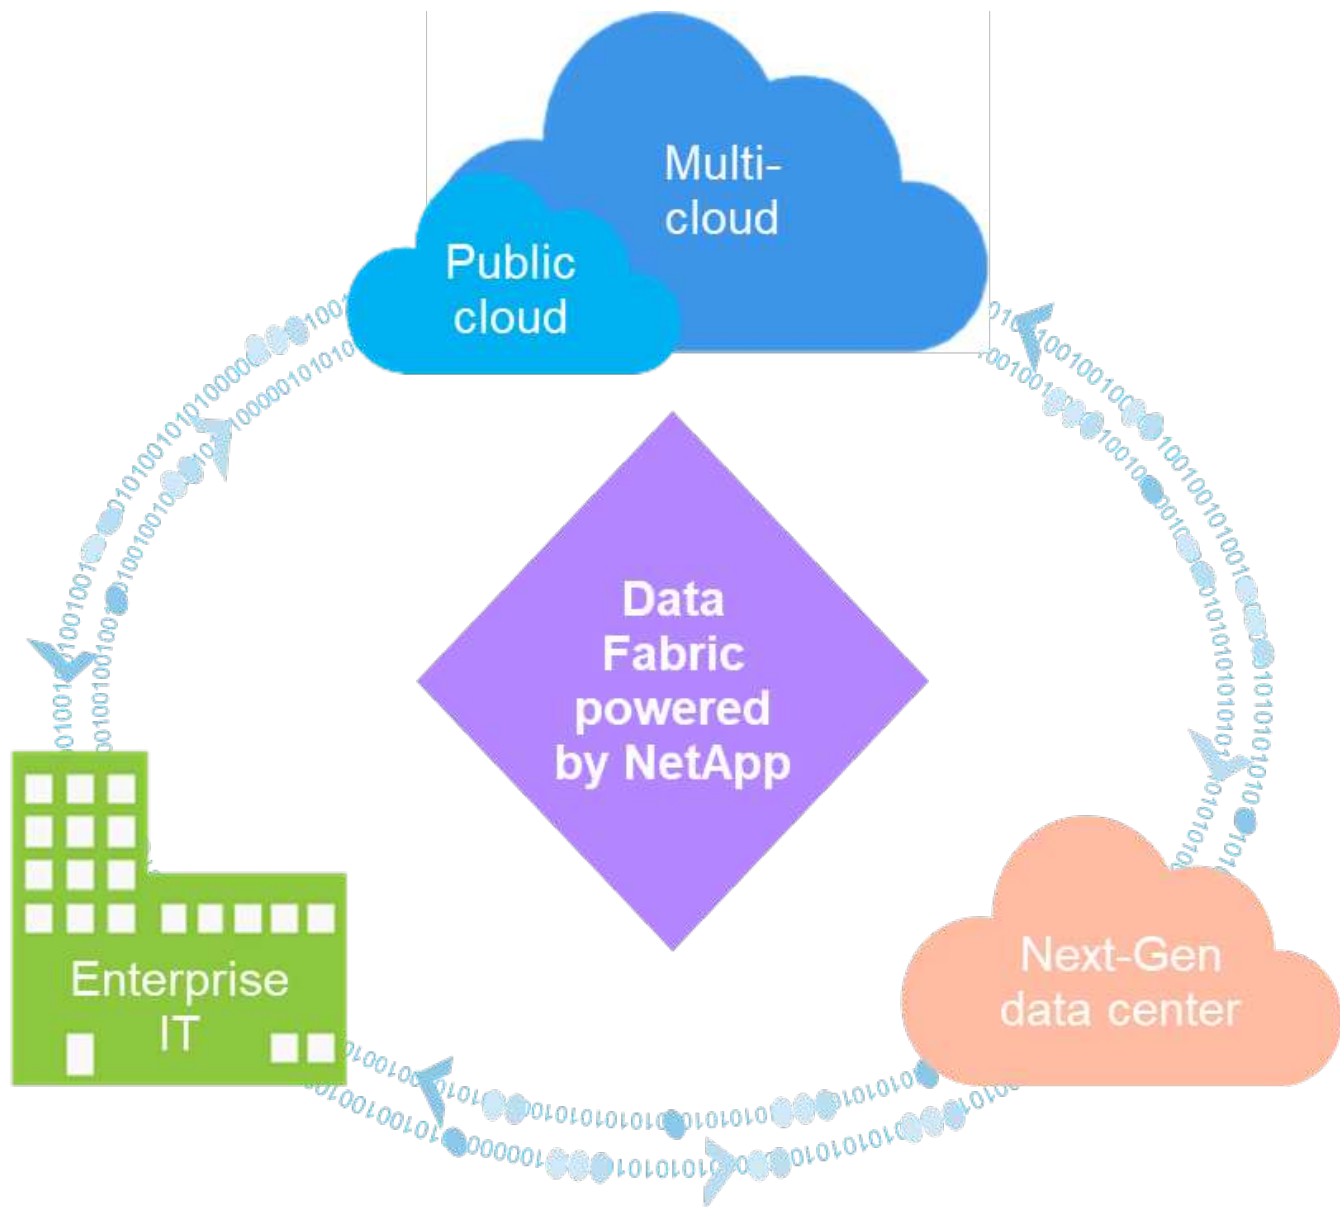 Multi-
cloud
Public
cloud
Data
Fabric
powered
by NetApp
Enterprise
IT
Next-Gen
data center